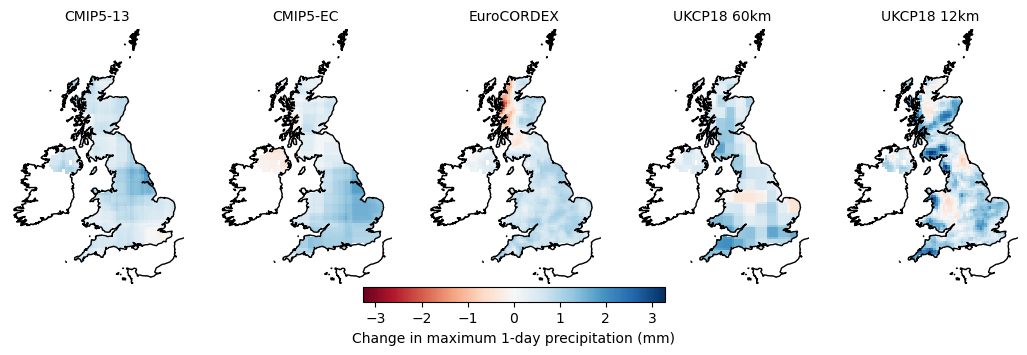 CMIP5-13 CMIP5-EC EuroCORDEX UKCP18 60km UKCP18 12km
−3 −2 −1 0 1 2 3
Change in maximum 1-day precipitation (mm)